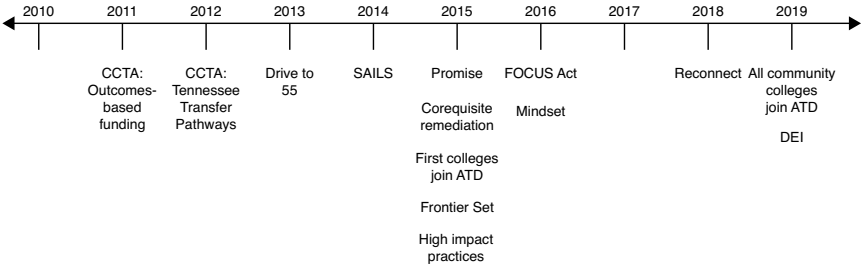 2010 2011 2012 2013 2014 2015 2016 2017 2018 2019
CCTA:
Outcomes-
based
funding
CCTA:
Tennessee
Transfer
Pathways
Drive to
55
SAILS
Promise
Corequisite
remediation
First colleges
join ATD
Frontier Set
High impact
practices
FOCUS Act
Mindset
Reconnect
All community
colleges
join ATD
DEI